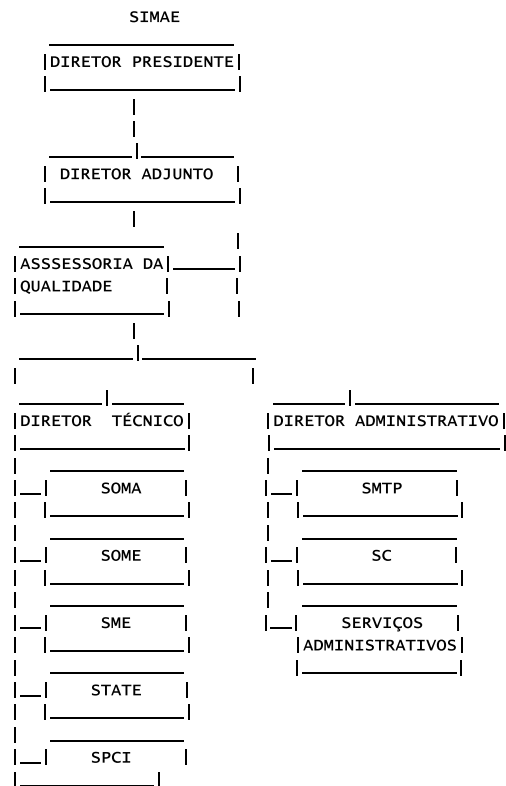 SIMAE
DIRETOR PRESIDENTE
DIRETOR ADJUNTO
ASSSESSORIA DA
QUALIDADE
DIRETOR TÉCNICO
DIRETOR ADMINISTRATIVO
SOMA
SMTP
SOME
SC
SME
SERVIÇOS
ADMINISTRATIVOS
STATE
SPCI